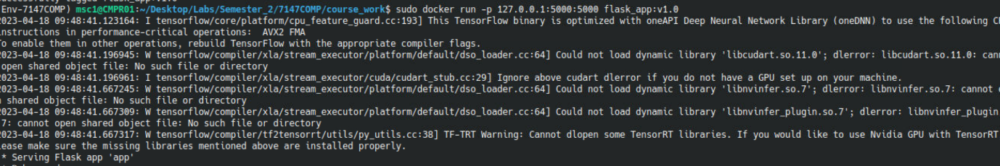 successfully tagged flask_app:v1.0
Env-7147COMP) msc1@CMPR01:~/Desktop/Labs/Semester_2/7147COMP/course_work$ sudo docker run -p 127.0.0.1:5000:5000 flask_app:v1.0
2023-04-18 09:48:41.123164: I tensorflow/core/platform/cpu_feature_guard.cc:193] This TensorFlow binary is optimized with oneAPI Deep Neural Network Library (oneDNN) to use the following C
instructions in performance-critical operations:  AVX2 FMA
To enable them in other operations, rebuild TensorFlow with the appropriate compiler flags.
2023-04-18 09:48:41.196945: W tensorflow/compiler/xla/stream_executor/platform/default/dso_loader.cc:64] Could not load dynamic library 'libcudart.so.11.0'; dlerror: libcudart.so.11.0: can
open shared object file: No such file or directory
2023-04-18 09:48:41.196961: I tensorflow/compiler/xla/stream_executor/cuda/cudart_stub.cc:29] Ignore above cudart dlerror if you do not have a GPU set up on your machine.
2023-04-18 09:48:41.667245: W tensorflow/compiler/xla/stream_executor/platform/default/dso_loader.cc:64] Could not load dynamic library 'libnvinfer.so.7'; dlerror: libnvinfer.so.7: cannot
shared object file: No such file or directory
2023-04-18 09:48:41.667309: W tensorflow/compiler/xla/stream_executor/platform/default/dso_loader.cc:64] Could not load dynamic library 'libnvinfer_plugin.so.7'; dlerror: libnvinfer_plugin
7: cannot open shared object file: No such file or directory
2023-04-18 09:48:41.667317: W tensorflow/compiler/tf2tensorrt/utils/py_utils.cc:38] TF-TRT Warning: Cannot dlopen some TensorRT libraries. If you would like to use Nvidia GPU with TensorRT
ease make sure the missing libraries mentioned above are installed properly.
* Serving Flask app 'app'